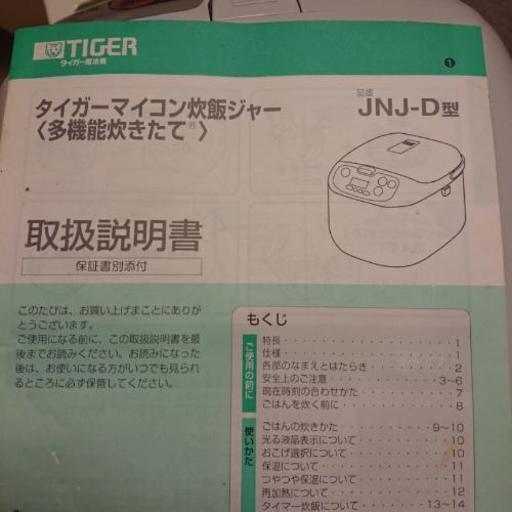 TIGER
タイガー魔法瓶
1
タイガーマイコン炊飯ジャー
〈多機能炊きたて®〉
品番
JNJ-D型
取扱説明書
保証書別添付
このたびは、お買い上げまことにありが
とうございます。
ご使用になる前に、この取扱説明書を最
後までお読みください。お読みになった
後は、お使いになる方がいつでも見られ
るところに必ず保管してください。
もくじ
ご使用の前に
特長 1
仕様 1
各部のなまえとはたらき 2
安全上のご注意 3~6
現在時刻の合わせかた 7
ごはんを炊く前に 8
使いかた
ごはんの炊きかた 9~10
光る液晶表示について 10
おこげ選択について 10
保温について 11
つやつや保温について 11
再加熱について 12
タイマー炊飯について 13~14